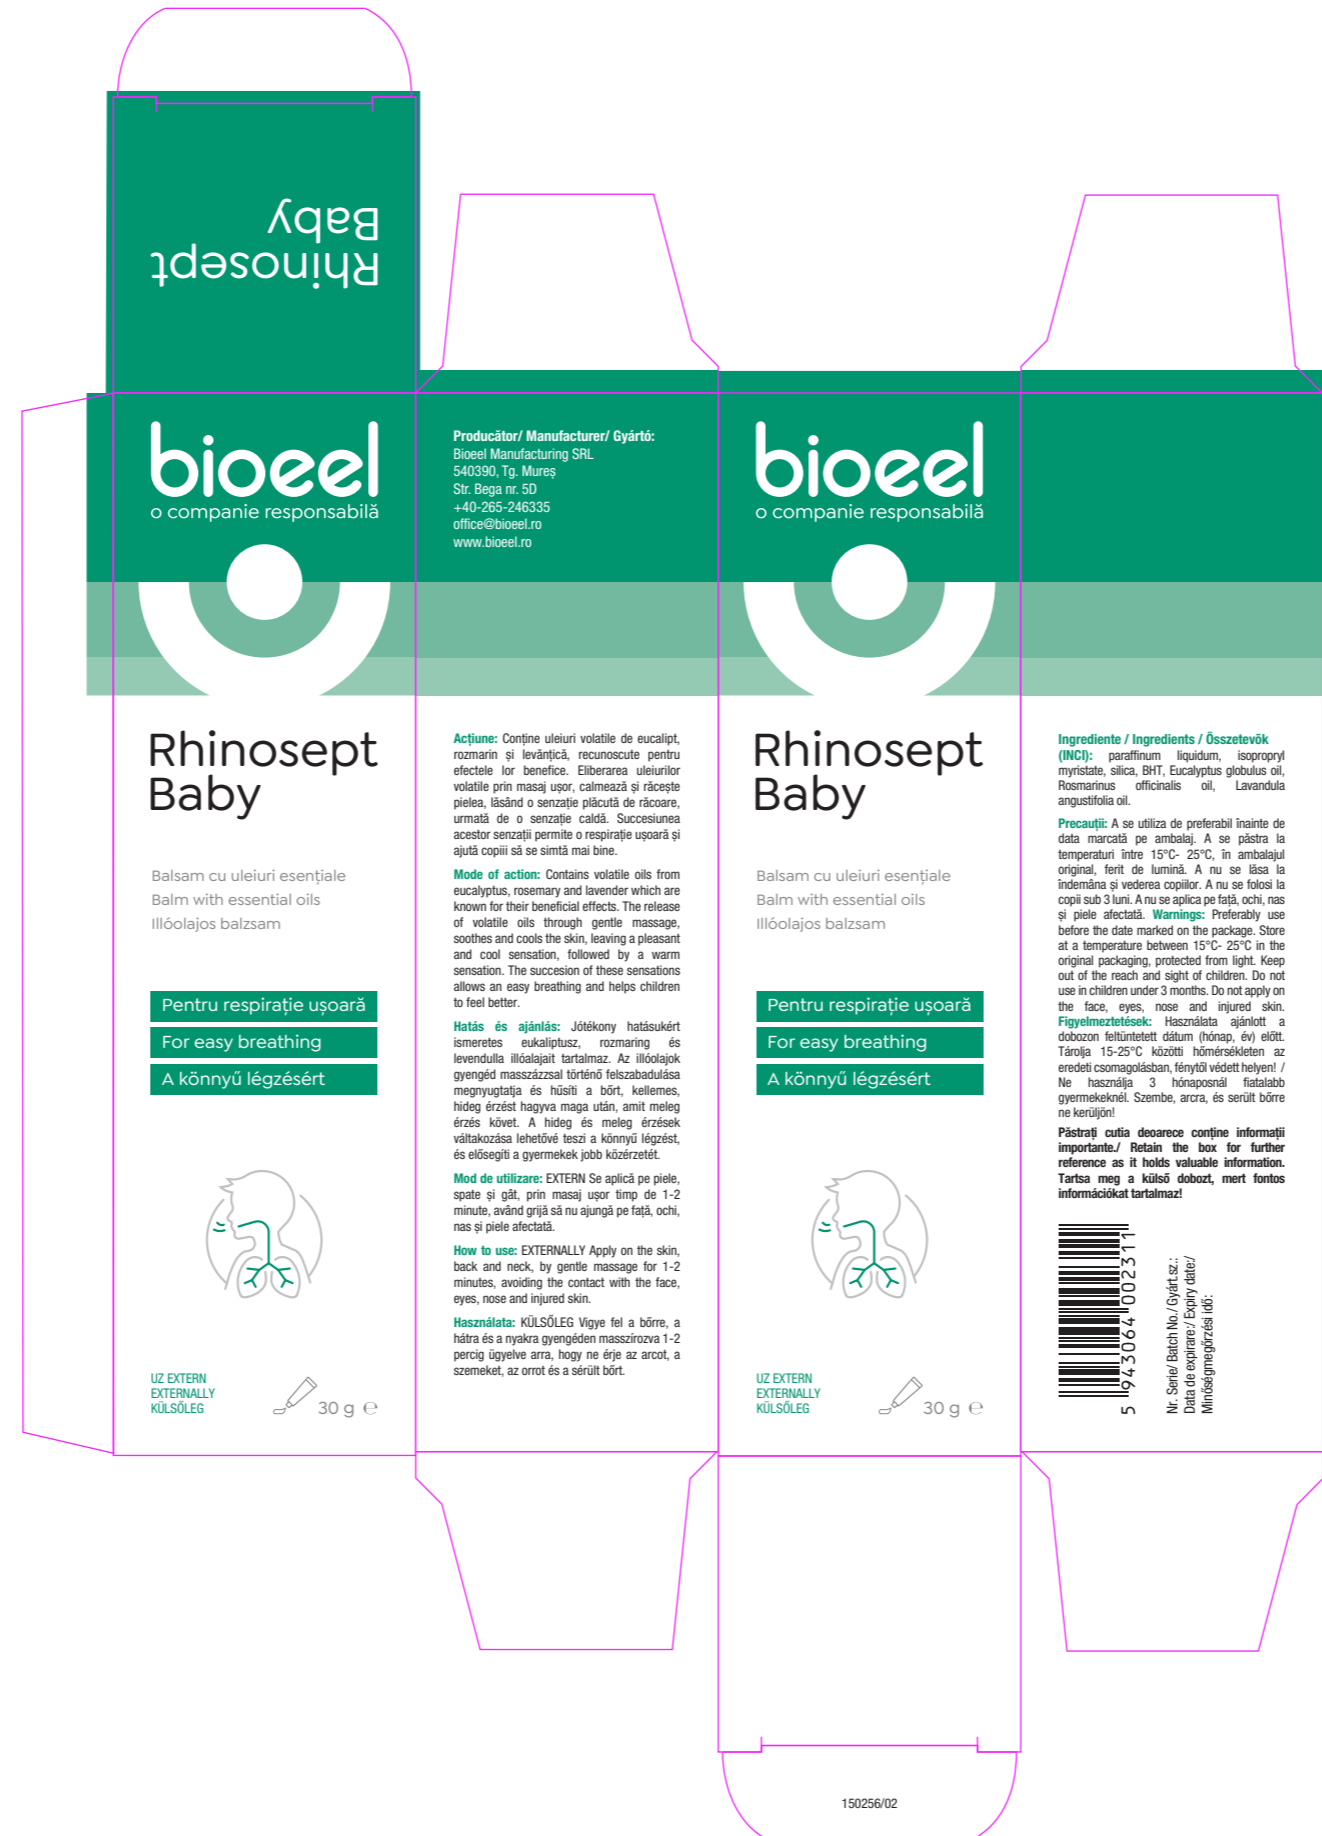 Rhinosept
Baby
bioeel
o companie responsabilă
Rhinosept
Baby
Balsam cu uleiuri esențiale
Balm with essential oils
Illóolajos balzsam
Pentru respirație ușoară
For easy breathing
A könnyű légzésért
UZ EXTERN
EXTERNALLY
KÜLSŐLEG
30 g ℮
Producător/ Manufacturer/ Gyártó:
Bioeel Manufacturing SRL
540390, Tg. Mureș
Str. Bega nr. 5D
+40-265-246335
office@bioeel.ro
www.bioeel.ro
Acțiune: Conține uleiuri volatile de eucalipt,
rozmarin și levănțică, recunoscute pentru
efectele lor benefice. Eliberarea uleiurilor
volatile prin masaj ușor, calmează și răcește
pielea, lăsând o senzație plăcută de răcoare,
urmată de o senzație caldă. Succesiunea
acestor senzații permite o respirație ușoară și
ajută copiii să se simtă mai bine.
Mode of action: Contains volatile oils from
eucalyptus, rosemary and lavender which are
known for their beneficial effects. The release
of volatile oils through gentle massage,
soothes and cools the skin, leaving a pleasant
and cool sensation, followed by a warm
sensation. The succesion of these sensations
allows an easy breathing and helps children
to feel better.
Hatás és ajánlás: Jótékony hatásukért
ismeretes eukaliptusz, rozmaring és
levendulla illóalajait tartalmaz. Az illóolajok
gyengéd masszázzsal történő felszabadulása
megnyugtatja és hűsíti a bőrt, kellemes,
hideg érzést hagyva maga után, amit meleg
érzés követ. A hideg és meleg érzések
váltakozása lehetővé teszi a könnyű légzést,
és elősegíti a gyermekek jobb közérzetét.
Mod de utilizare: EXTERN Se aplică pe piele,
spate și gât, prin masaj ușor timp de 1-2
minute, având grijă să nu ajungă pe față, ochi,
nas și piele afectată.
How to use: EXTERNALLY Apply on the skin,
back and neck, by gentle massage for 1-2
minutes, avoiding the contact with the face,
eyes, nose and injured skin.
Használata: KÜLSŐLEG Vigye fel a bőrre, a
hátra és a nyakra gyengéden masszírozva 1-2
percig ügyelve arra, hogy ne érje az arcot, a
szemeket, az orrot és a sérült bőrt.
bioeel
o companie responsabilă
Rhinosept
Baby
Balsam cu uleiuri esențiale
Balm with essential oils
Illóolajos balzsam
Pentru respirație ușoară
For easy breathing
A könnyű légzésért
UZ EXTERN
EXTERNALLY
KÜLSŐLEG
30 g ℮
Ingrediente / Ingredients / Összetevők
(INCI): paraffinum liquidum, isopropryl
myristate, silica, BHT, Eucalyptus globulus oil,
Rosmarinus officinalis oil, Lavandula
angustifolia oil.
Precauții: A se utiliza de preferabil înainte de
data marcată pe ambalaj. A se păstra la
temperaturi între 15°C- 25°C, în ambalajul
original, ferit de lumină. A nu se lăsa la
îndemâna și vederea copiilor. A nu se folosi la
copii sub 3 luni. A nu se aplica pe față, ochi, nas
și piele afectată. Warnings: Preferably use
before the date marked on the package. Store
at a temperature between 15°C- 25°C in the
original packaging, protected from light. Keep
out of the reach and sight of children. Do not
use in children under 3 months. Do not apply on
the face, eyes, nose and injured skin.
Figyelmeztetések: Használata ajánlott a
dobozon feltüntetett dátum (hónap, év) előtt.
Tárolja 15-25°C közötti hőmérsékleten az
eredeti csomagolásban, fénytől védett helyen! /
Ne használja 3 hónaposnál fiatalabb
gyermekeknél. Szembe, arcra, és serült bőrre
ne kerüljön!
Păstrați cutia deoarece conține informații
importante./ Retain the box for further
reference as it holds valuable information.
Tartsa meg a külső dobozt, mert fontos
információkat tartalmaz!
5 943064 002311
Nr. Serie/ Batch No./ Gyárt.sz.:
Data de expirare:/ Expiry date:/
Minőségmegőrzési idő:
150256/02